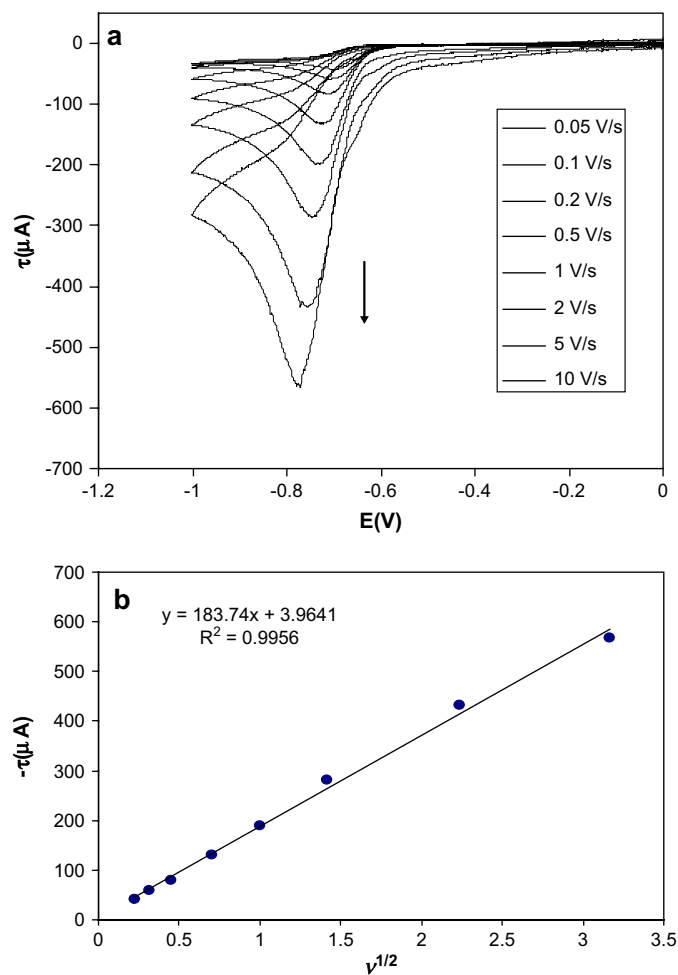 a
0
-100
-200
-300
-400
-500
-600
-700
τ(μA)
0.05 V/s
0.1 V/s
0.2 V/s
0.5 V/s
1 V/s
2 V/s
5 V/s
10 V/s
-1.2 -1 -0.8 -0.6 -0.4 -0.2 0
E(V)
b
y = 183.74x + 3.9641
R² = 0.9956
700
600
500
400
300
200
100
0
-τ(μ A)
0 0.5 1 1.5 2 2.5 3 3.5
ν^1/2